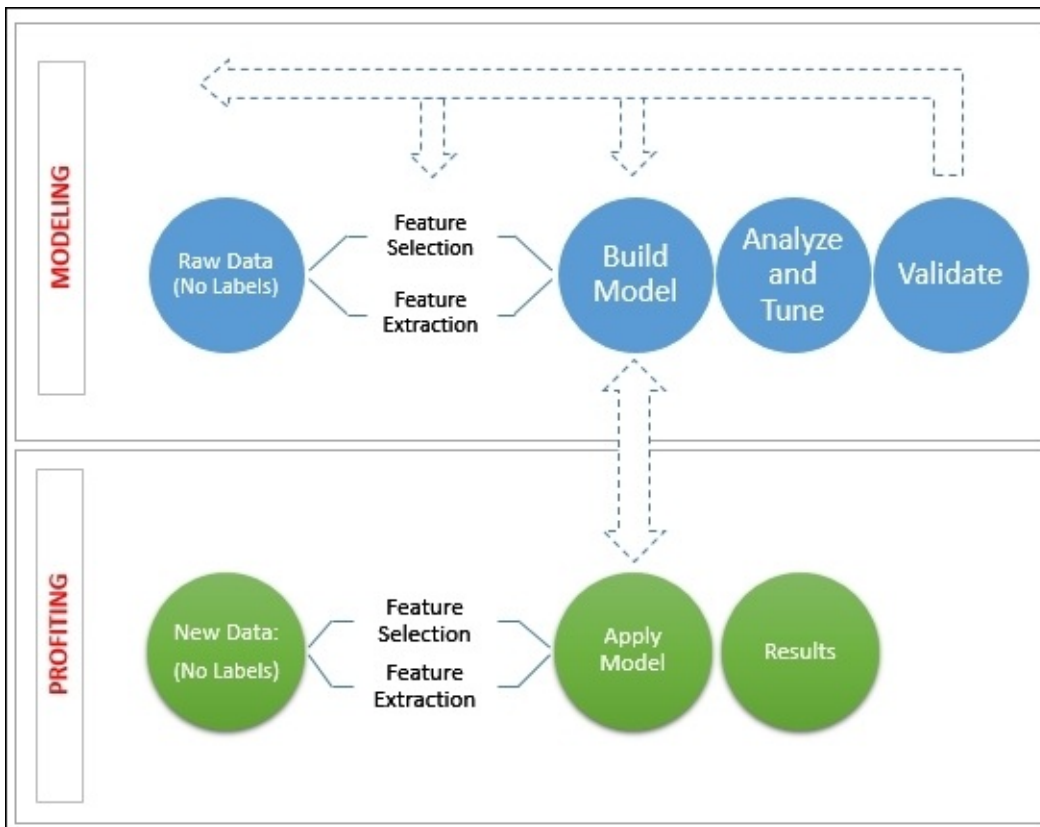 MODELING
Raw Data
(No Labels)
Feature
Selection
Feature
Extraction
Build
Model
Analyze
and
Tune
Validate
PROFITING
New Data:
(No Labels)
Feature
Selection
Feature
Extraction
Apply
Model
Results